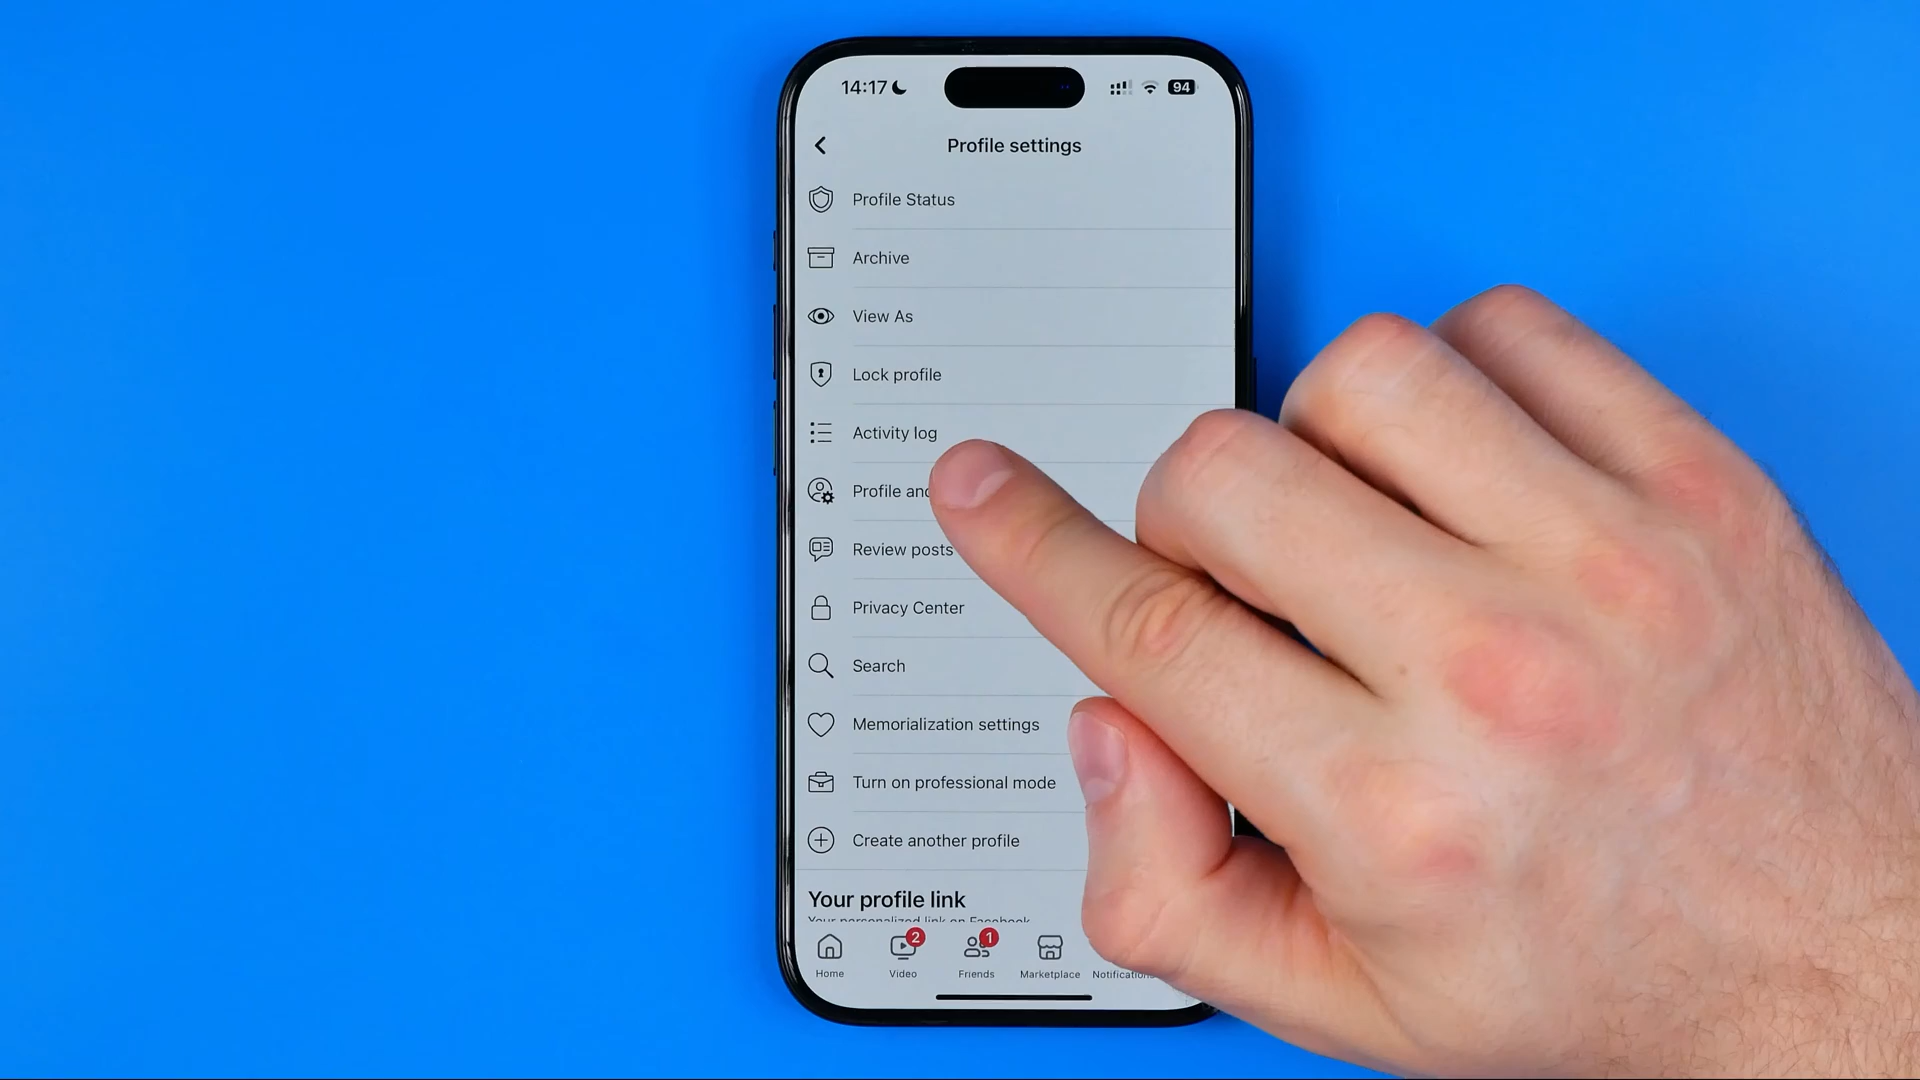 14:17
94
Profile settings
Profile Status
Archive
View As
Lock profile
Activity log
Profile and
Review posts
Privacy Center
Search
Memorialization settings
Turn on professional mode
Create another profile
Your profile link
Your personalized link on Facebook
2
1
Home
Video
Friends
Marketplace
Notifications